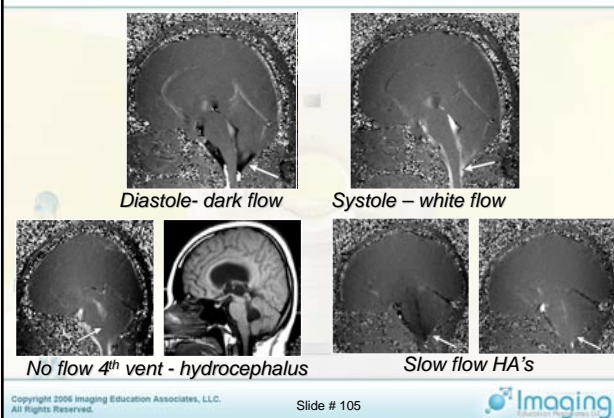 Diastole- dark flow
Systole – white flow
No flow 4th vent - hydrocephalus
Slow flow HA's
Copyright 2006 Imaging Education Associates, LLC.
All Rights Reserved.
Slide # 105
Imaging
Education Associates, LLC